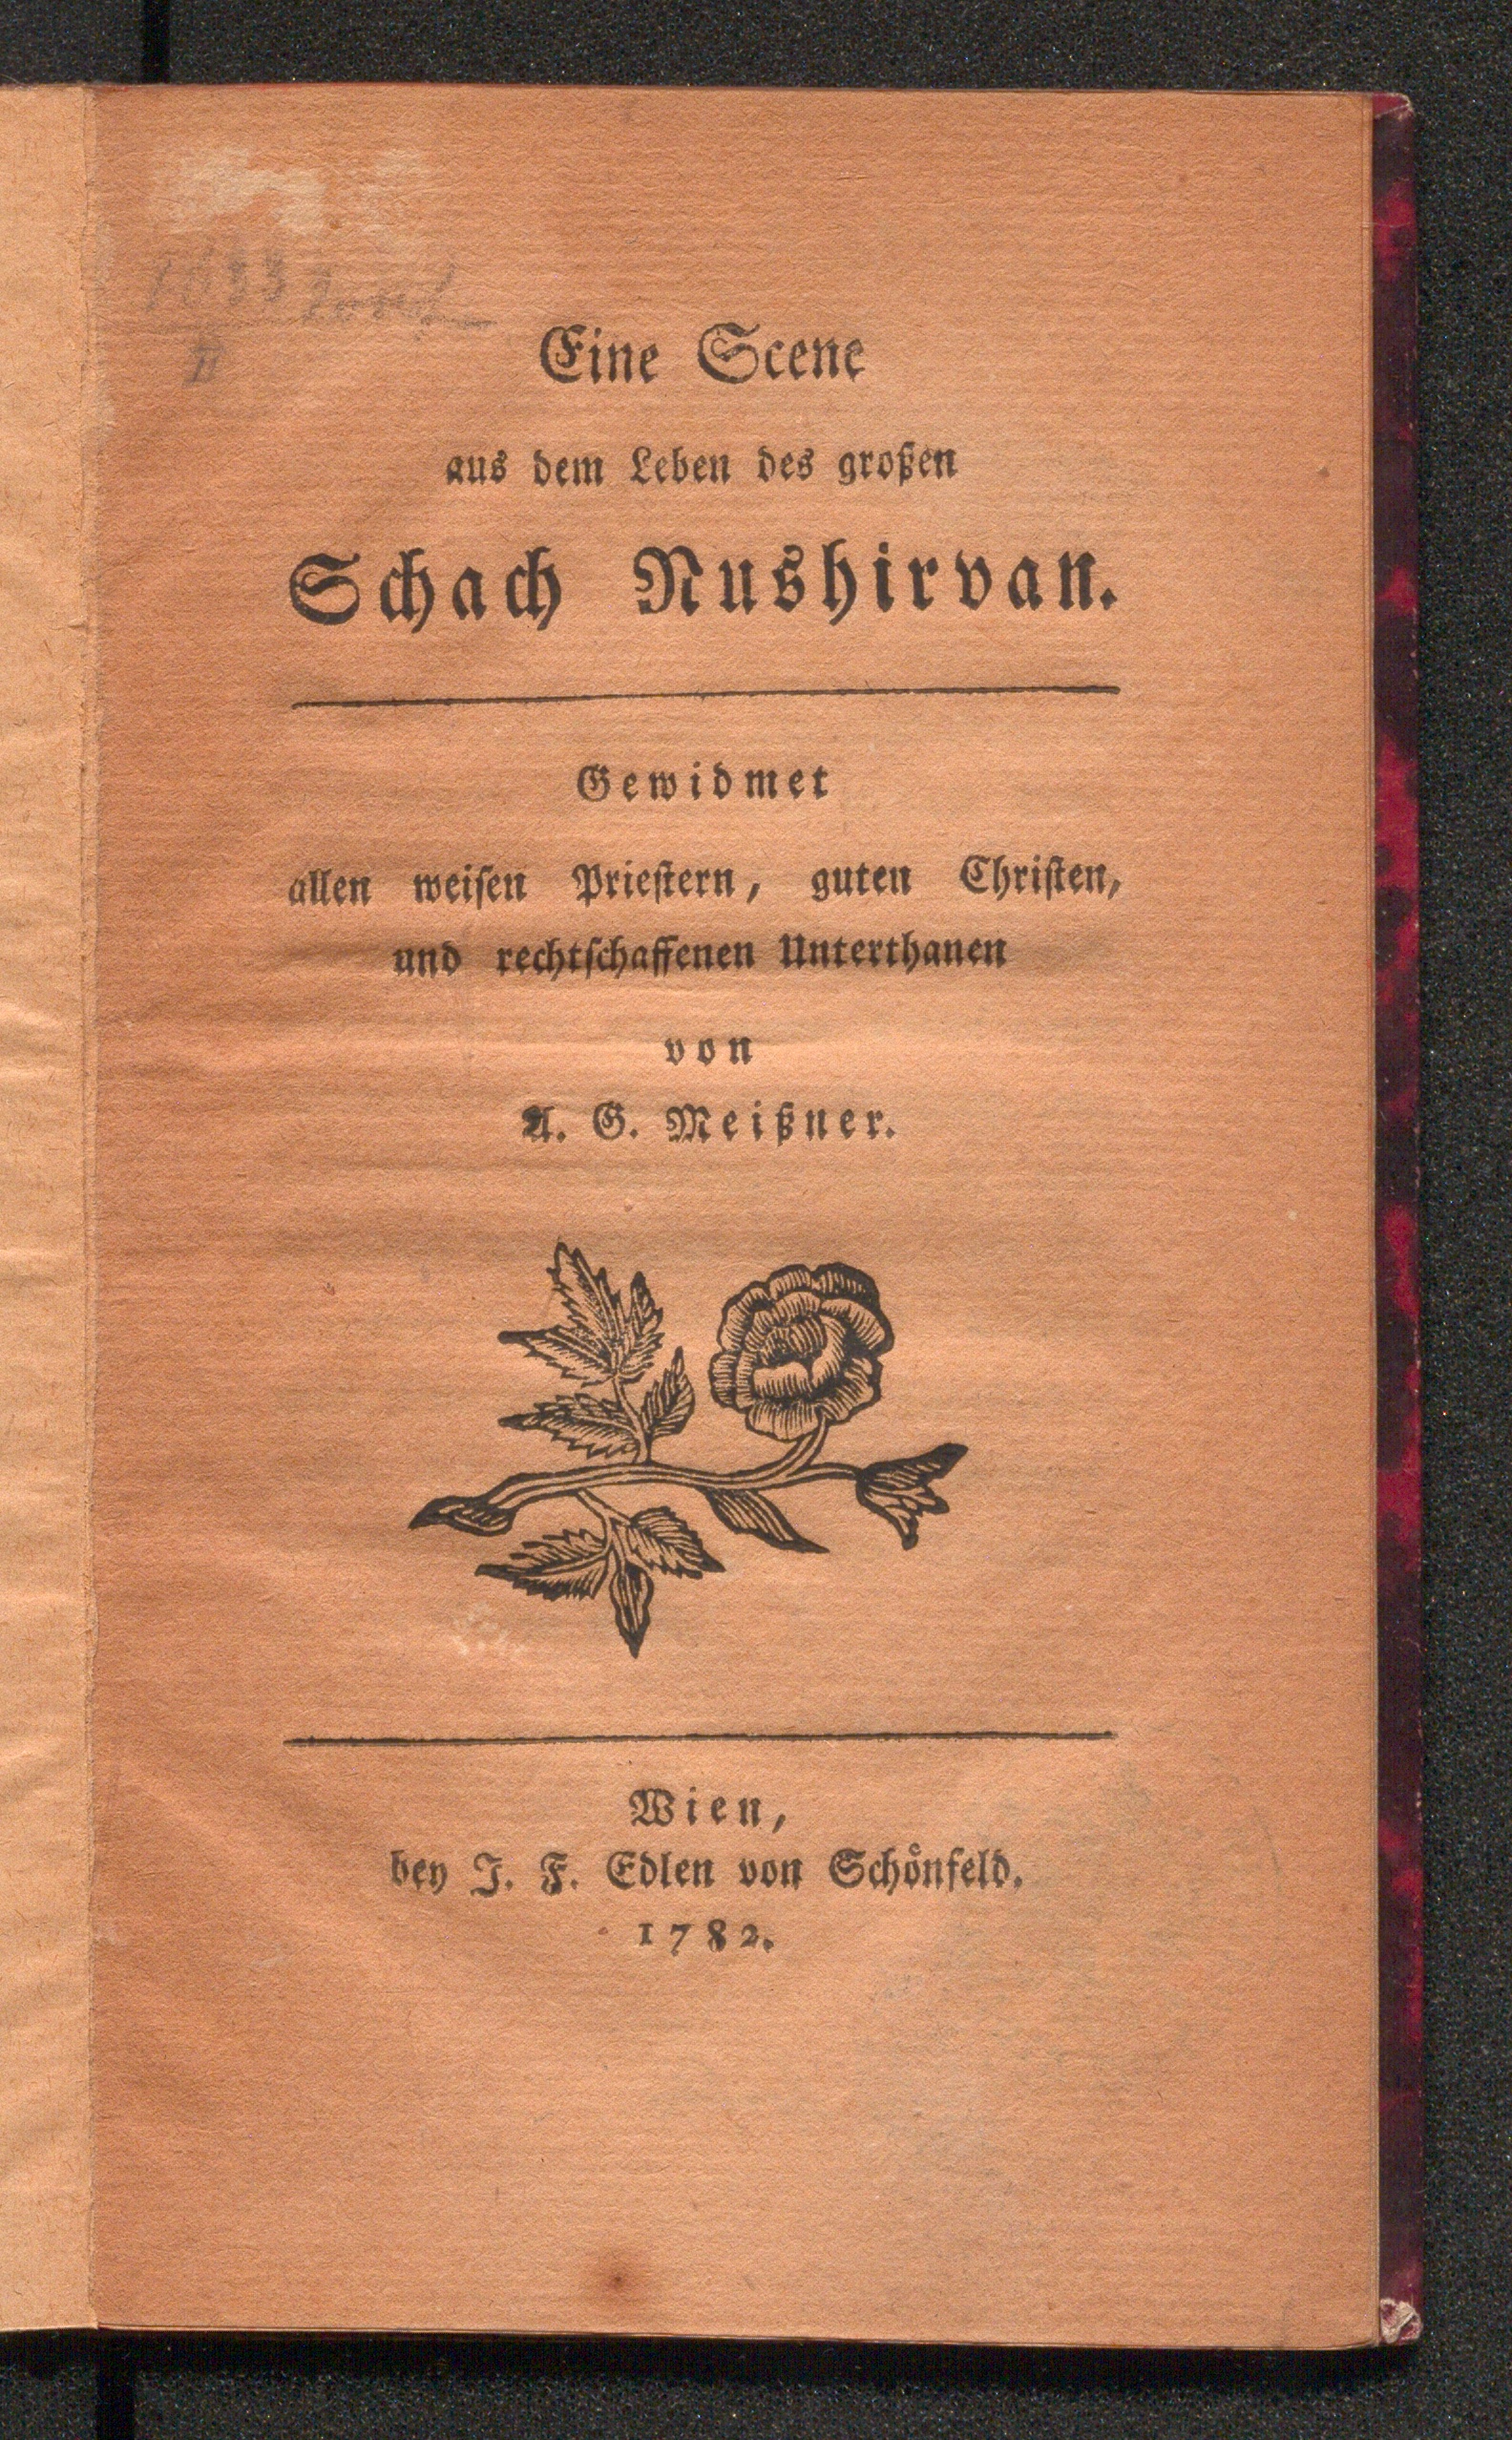 Eine Scene
aus dem Leben des großen
Schach Nushirvan.
Gewidmet
allen weisen Priestern, guten Christen,
und rechtschaffenen Unterthanen
von
A. G. Meißner.
Wien,
bey J. F. Edlen von Schönfeld.
1782.